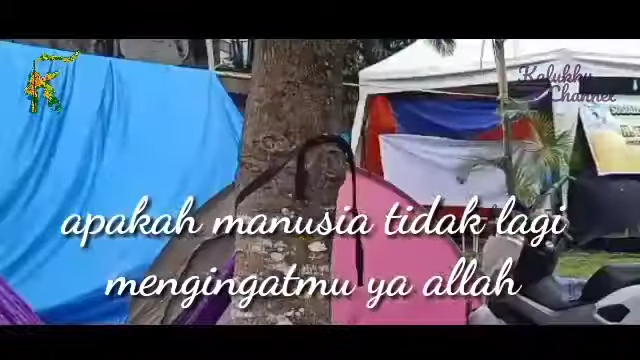 Kalukku
Channel
apakah manusia tidak lagi
mengingatmu ya allah